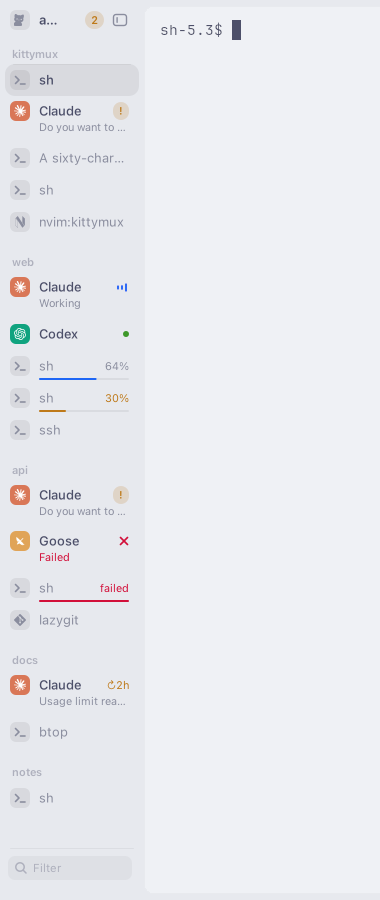 a...
2
sh-5.3$
kittymux
sh
Claude !
Do you want to ...
A sixty-char...
sh
nvim:kittymux
web
Claude
Working
Codex
sh 64%
sh 30%
ssh
api
Claude !
Do you want to ...
Goose
Failed
sh failed
lazygit
docs
Claude ↻2h
Usage limit rea...
btop
notes
sh
Filter